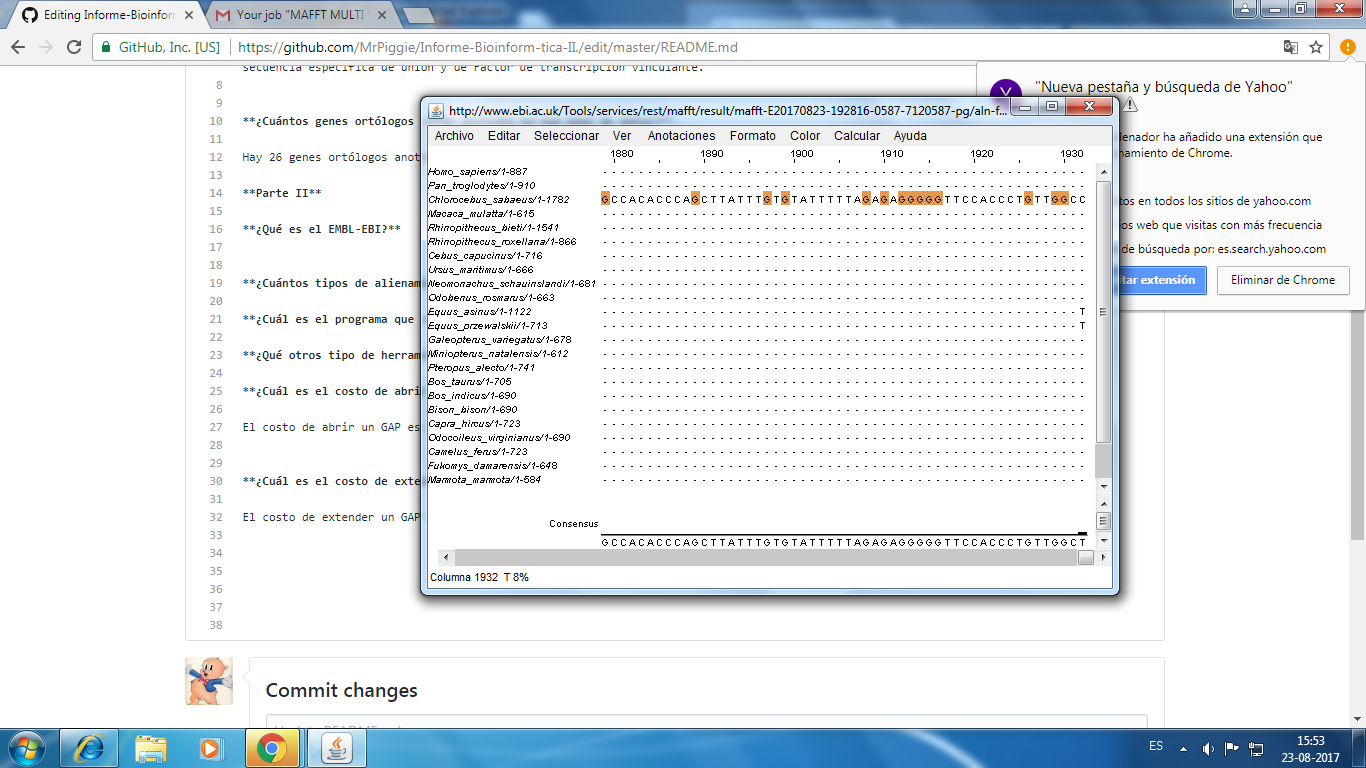 Editing Informe-Bioinform
Your job "MAFFT MULTI
GitHub, Inc. [US]
https://github.com/MrPiggie/Informe-Bioinform-tica-II./edit/master/README.md
secuencia específica de unión y de Factor de transcripción vinculante.
8
9
10 **¿Cuántos genes ortólogos
11
12 Hay 26 genes ortólogos anot
13
14 **Parte II**
15
16 **¿Qué es el EMBL-EBI?**
17
18
19 **¿Cuántos tipos de alienam
20
21 **¿Cuál es el programa que
22
23 **¿Qué otros tipo de herram
24
25 **¿Cuál es el costo de abri
26
27 El costo de abrir un GAP es
28
29
30 **¿Cuál es el costo de exte
31
32 El costo de extender un GAP
33
34
35
36
37
38
Commit changes
"Nueva pestaña y búsqueda de Yahoo"
denador ha añadido una extensión que
namiento de Chrome.
tos en todos los sitios de yahoo.com
ios web que visitas con más frecuencia
de búsqueda por: es.search.yahoo.com
itar extensión
Eliminar de Chrome
http://www.ebi.ac.uk/Tools/services/rest/mafft/result/mafft-E20170823-192816-0587-7120587-pg/aln-f...
Archivo Editar Seleccionar Ver Anotaciones Formato Color Calcular Ayuda
1880 1890 1900 1910 1920 1930
Homo_sapiens/1-887
Pan_troglodytes/1-910
Chlorocebus_sabaeus/1-1782 GCCACACCCAGCTTATTTGTGTATTTTTAGAGAGGGGGTTCCACCCTGTTGGCC
Macaca_mulatta/1-615
Rhinopithecus_bieti/1-1541
Rhinopithecus_roxellana/1-866
Cebus_capucinus/1-716
Ursus_maritimus/1-666
Neomonachus_schauinslandi/1-681
Odobenus_rosmarus/1-663
Equus_asinus/1-1122 T
Equus_przewalskii/1-713 T
Galeopterus_variegatus/1-678
Miniopterus_natalensis/1-612
Pteropus_alecto/1-741
Bos_taurus/1-705
Bos_indicus/1-690
Bison_bison/1-690
Capra_hircus/1-723
Odocoileus_virginianus/1-690
Camelus_ferus/1-723
Fukomys_damarensis/1-648
Marmota_marmota/1-584
Consensus
GCCACACCCAGCTTATTTGTGTATTTTTAGAGAGGGGGTTCCACCCTGTTGGCT
Columna 1932 T 8%
ES
15:53
23-08-2017